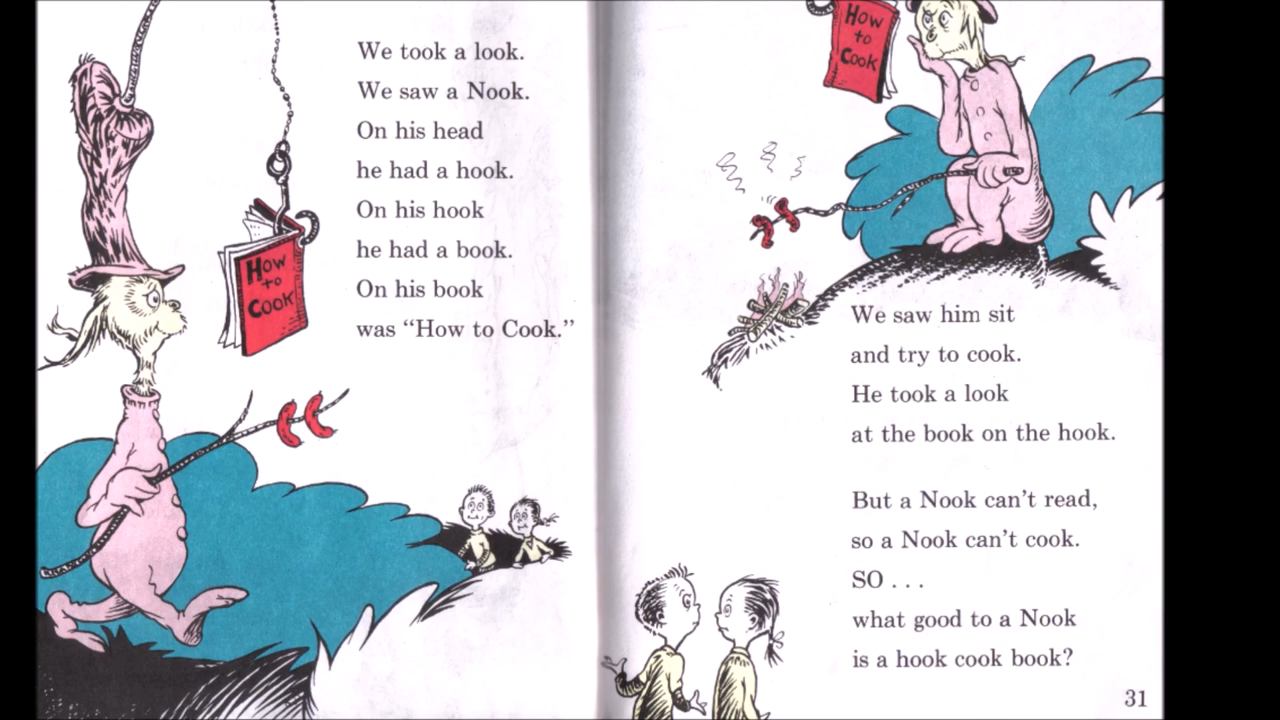 We took a look.
We saw a Nook.
On his head
he had a hook.
On his hook
he had a book.
On his book
was “How to Cook.”
How
to
Cook
How
to
Cook
We saw him sit
and try to cook.
He took a look
at the book on the hook.
But a Nook can’t read,
so a Nook can’t cook.
SO . . .
what good to a Nook
is a hook cook book?
31